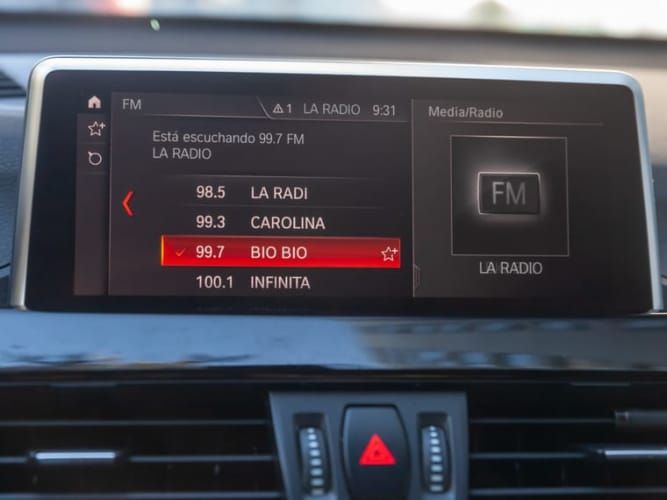 FM 1 LA RADIO 9:31
Media/Radio
Está escuchando 99.7 FM
LA RADIO
98.5 LA RADI
99.3 CAROLINA
99.7 BIO BIO
100.1 INFINITA
FM
LA RADIO